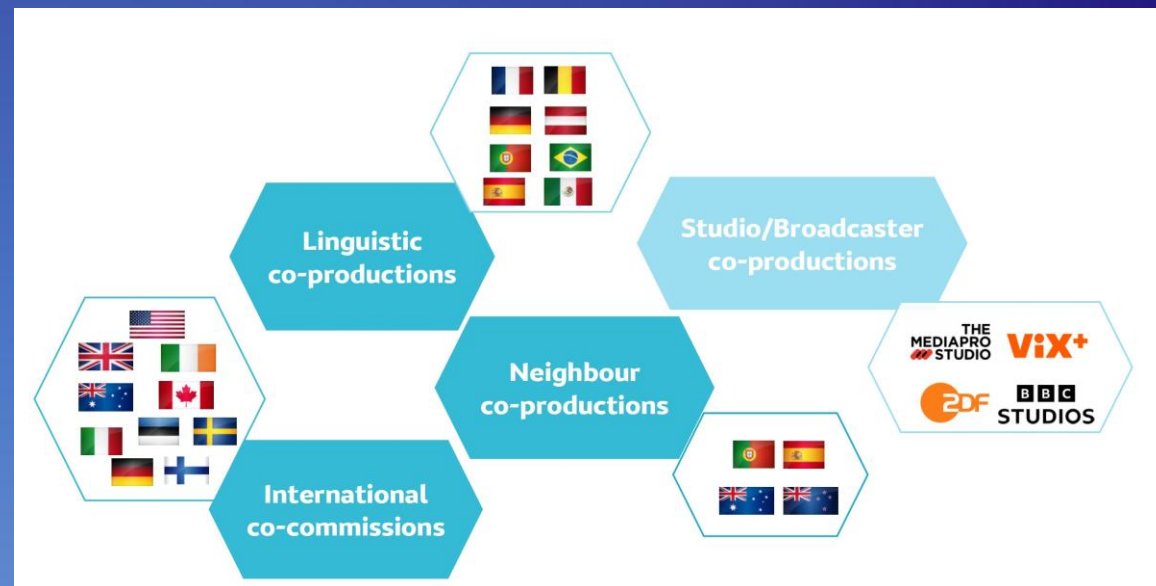 Linguistic
co-productions
Studio/Broadcaster
co-productions
THE
MEDIAPRO
STUDIO
ViX+
ZDF
BBC
STUDIOS
Neighbour
co-productions
International
co-commissions